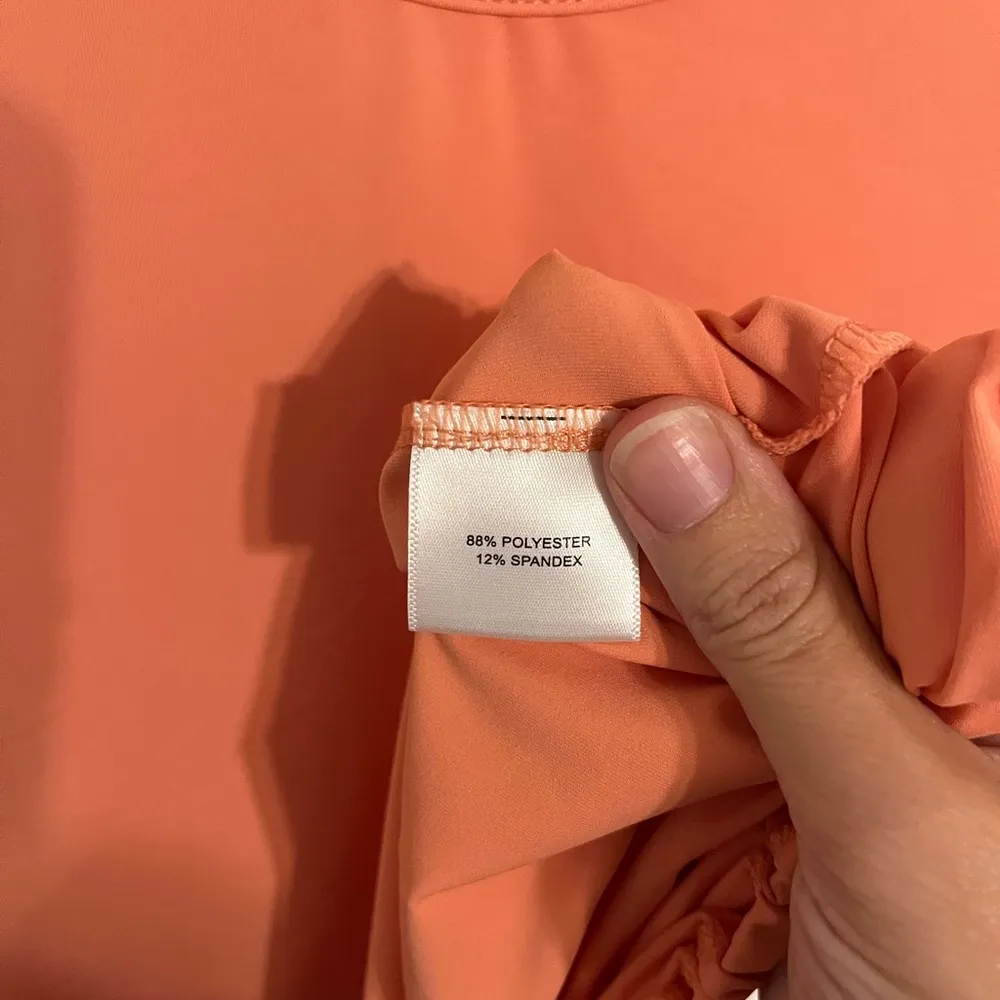 88% POLYESTER
12% SPANDEX